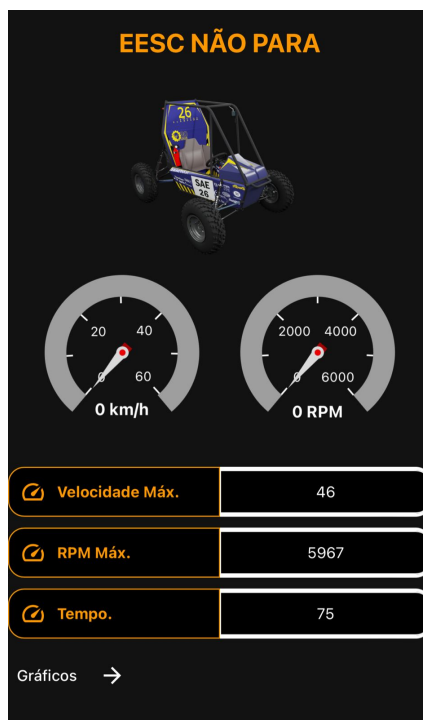 EESC NÃO PARA
26
SAE
26
20 40
0 60
0 km/h
2000 4000
0 6000
0 RPM
Velocidade Máx. 46
RPM Máx. 5967
Tempo. 75
Gráficos